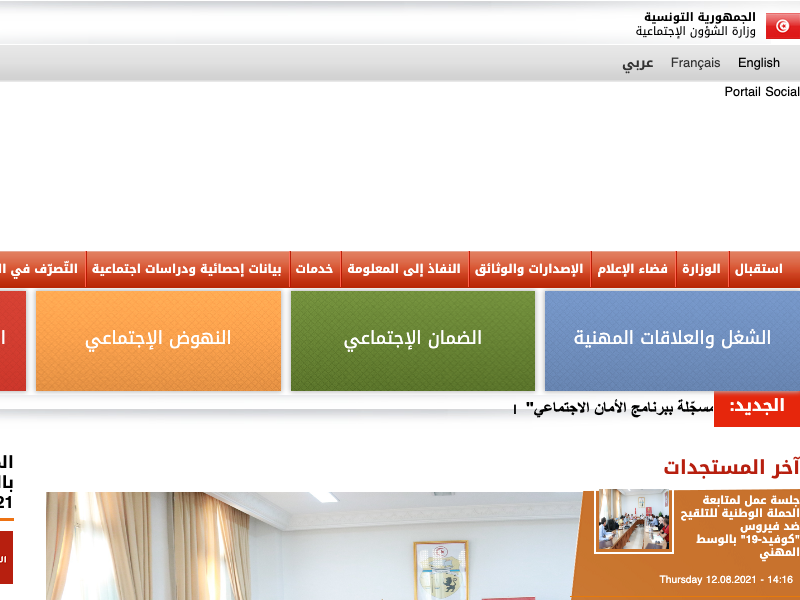 الجمهورية التونسية
وزارة الشؤون الإجتماعية
English Français عربي
Portail Social
استقبال الوزارة فضاء الإعلام الإصدارات والوثائق النفاذ إلى المعلومة خدمات بيانات إحصائية ودراسات اجتماعية التّصرّف في
الشغل والعلاقات المهنية الضمان الإجتماعي النهوض الإجتماعي
الجديد: مسجّلة ببرنامج الأمان الاجتماعي" |
آخر المستجدات
جلسة عمل لمتابعة
الحملة الوطنية للتلقيح
ضد فيروس
"كوفيد-19" بالوسط
المهني
Thursday 12.08.2021 - 14:16
21